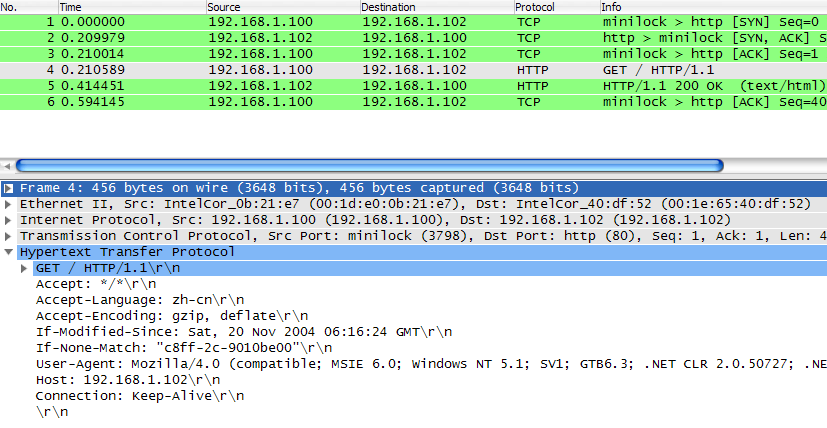 No. Time Source Destination Protocol Info
1 0.000000 192.168.1.100 192.168.1.102 TCP minilock > http [SYN] Seq=0
2 0.209979 192.168.1.102 192.168.1.100 TCP http > minilock [SYN, ACK] S
3 0.210014 192.168.1.100 192.168.1.102 TCP minilock > http [ACK] Seq=1
4 0.210589 192.168.1.100 192.168.1.102 HTTP GET / HTTP/1.1
5 0.414451 192.168.1.102 192.168.1.100 HTTP HTTP/1.1 200 OK (text/html)
6 0.594145 192.168.1.100 192.168.1.102 TCP minilock > http [ACK] Seq=40
Frame 4: 456 bytes on wire (3648 bits), 456 bytes captured (3648 bits)
Ethernet II, Src: IntelCor_0b:21:e7 (00:1d:e0:0b:21:e7), Dst: IntelCor_40:df:52 (00:1e:65:40:df:52)
Internet Protocol, Src: 192.168.1.100 (192.168.1.100), Dst: 192.168.1.102 (192.168.1.102)
Transmission Control Protocol, Src Port: minilock (3798), Dst Port: http (80), Seq: 1, Ack: 1, Len: 4
Hypertext Transfer Protocol
GET / HTTP/1.1\r\n
Accept: */*\r\n
Accept-Language: zh-cn\r\n
Accept-Encoding: gzip, deflate\r\n
If-Modified-Since: Sat, 20 Nov 2004 06:16:24 GMT\r\n
If-None-Match: "c8ff-2c-9010be00"\r\n
User-Agent: Mozilla/4.0 (compatible; MSIE 6.0; Windows NT 5.1; SV1; GTB6.3; .NET CLR 2.0.50727; .NE
Host: 192.168.1.102\r\n
Connection: Keep-Alive\r\n
\r\n